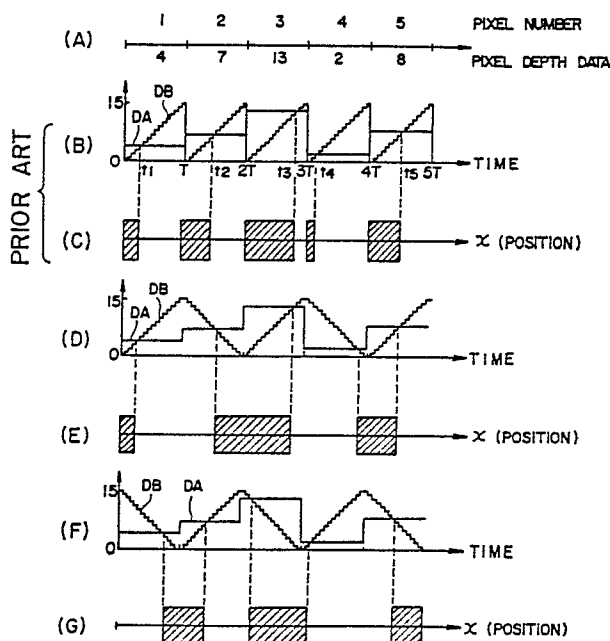 1 2 3 4 5 PIXEL NUMBER
(A)
4 7 13 2 8 PIXEL DEPTH DATA
PRIOR ART
(B)
15
DA
DB
0
t1 T t2 2T t3 3T t4 4T t5 5T
TIME
(C)
x (POSITION)
(D)
15
DB
DA
0
TIME
(E)
x (POSITION)
(F)
15
DB
DA
0
TIME
(G)
x (POSITION)